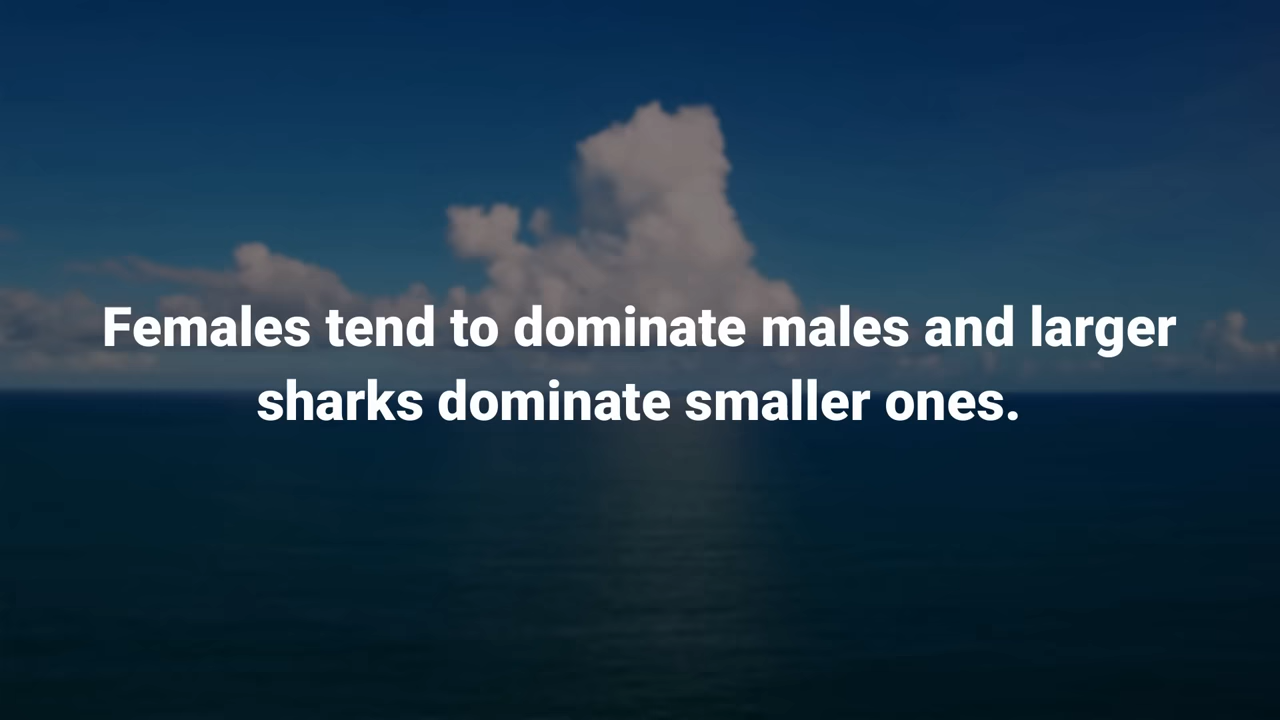 Females tend to dominate males and larger
sharks dominate smaller ones.